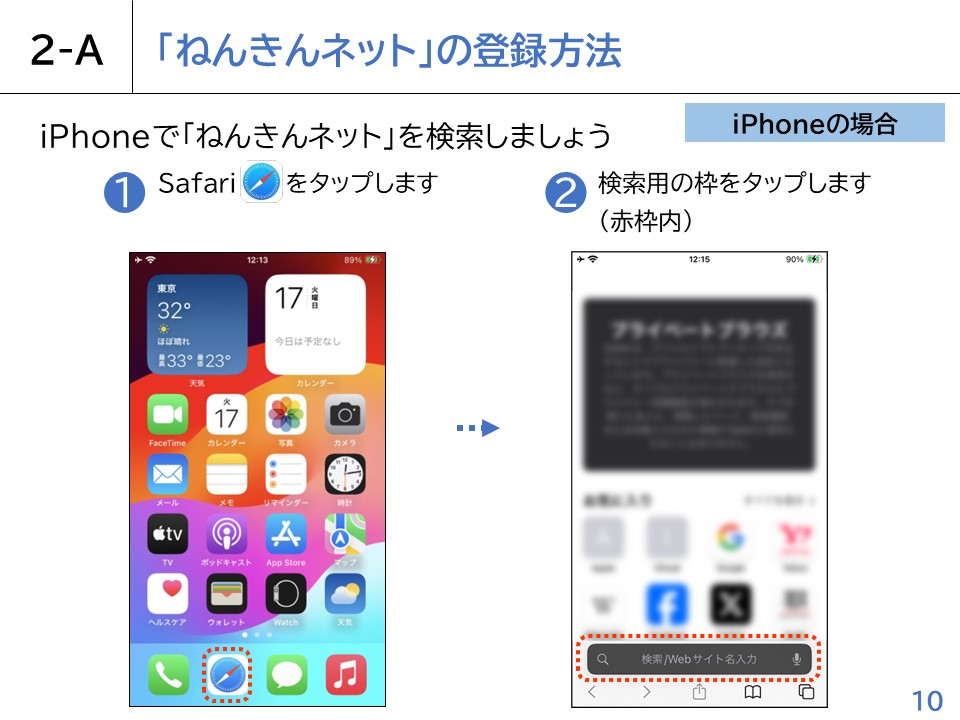 2-A
「ねんきんネット」の登録方法
iPhoneで「ねんきんネット」を検索しましょう
iPhoneの場合
1 Safari をタップします
2 検索用の枠をタップします
（赤枠内）
12:13
89%
東京
32°
ほぼ晴れ
最高33° 最低23°
天気
17 火曜日
今日は予定なし
カレンダー
FaceTime
火
17
カレンダー
写真
カメラ
メール
メモ
リマインダー
時計
tv
TV
ポッドキャスト
App Store
マップ
ヘルスケア
ウォレット
Watch
天気
12:15
90%
プライベートブラウズ
お気に入り
検索/Webサイト名入力
10